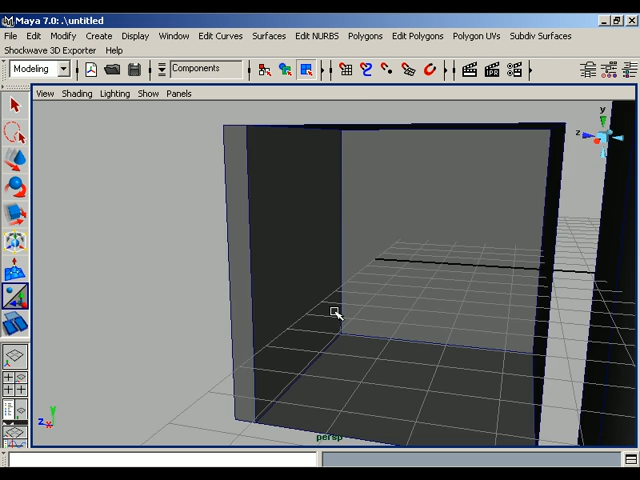 Maya 7.0: .\untitled
File Edit Modify Create Display Window Edit Curves Surfaces Edit NURBS Polygons Edit Polygons Polygon UVs Subdiv Surfaces
Shockwave 3D Exporter Help
Modeling Components IPR
View Shading Lighting Show Panels
y
z
y
z x
persp